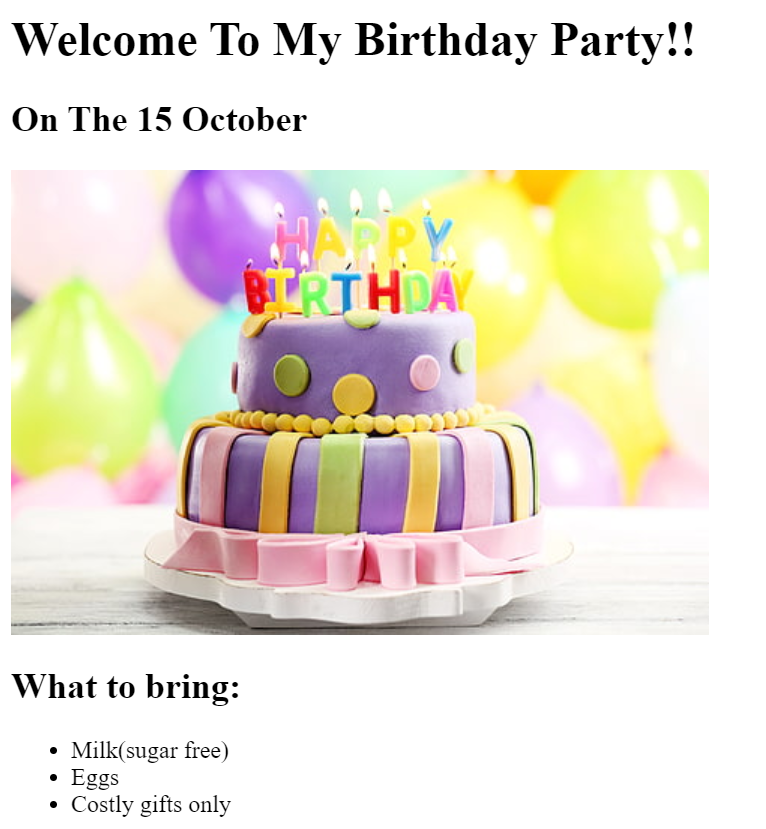 Welcome To My Birthday Party!!
On The 15 October
HAPPY
BIRTHDAY
What to bring:
Milk(sugar free)
Eggs
Costly gifts only